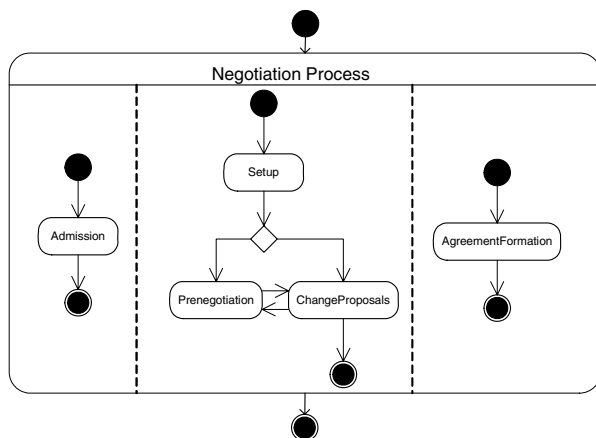 Negotiation Process
Setup
Admission
AgreementFormation
Prenegotiation
ChangeProposals